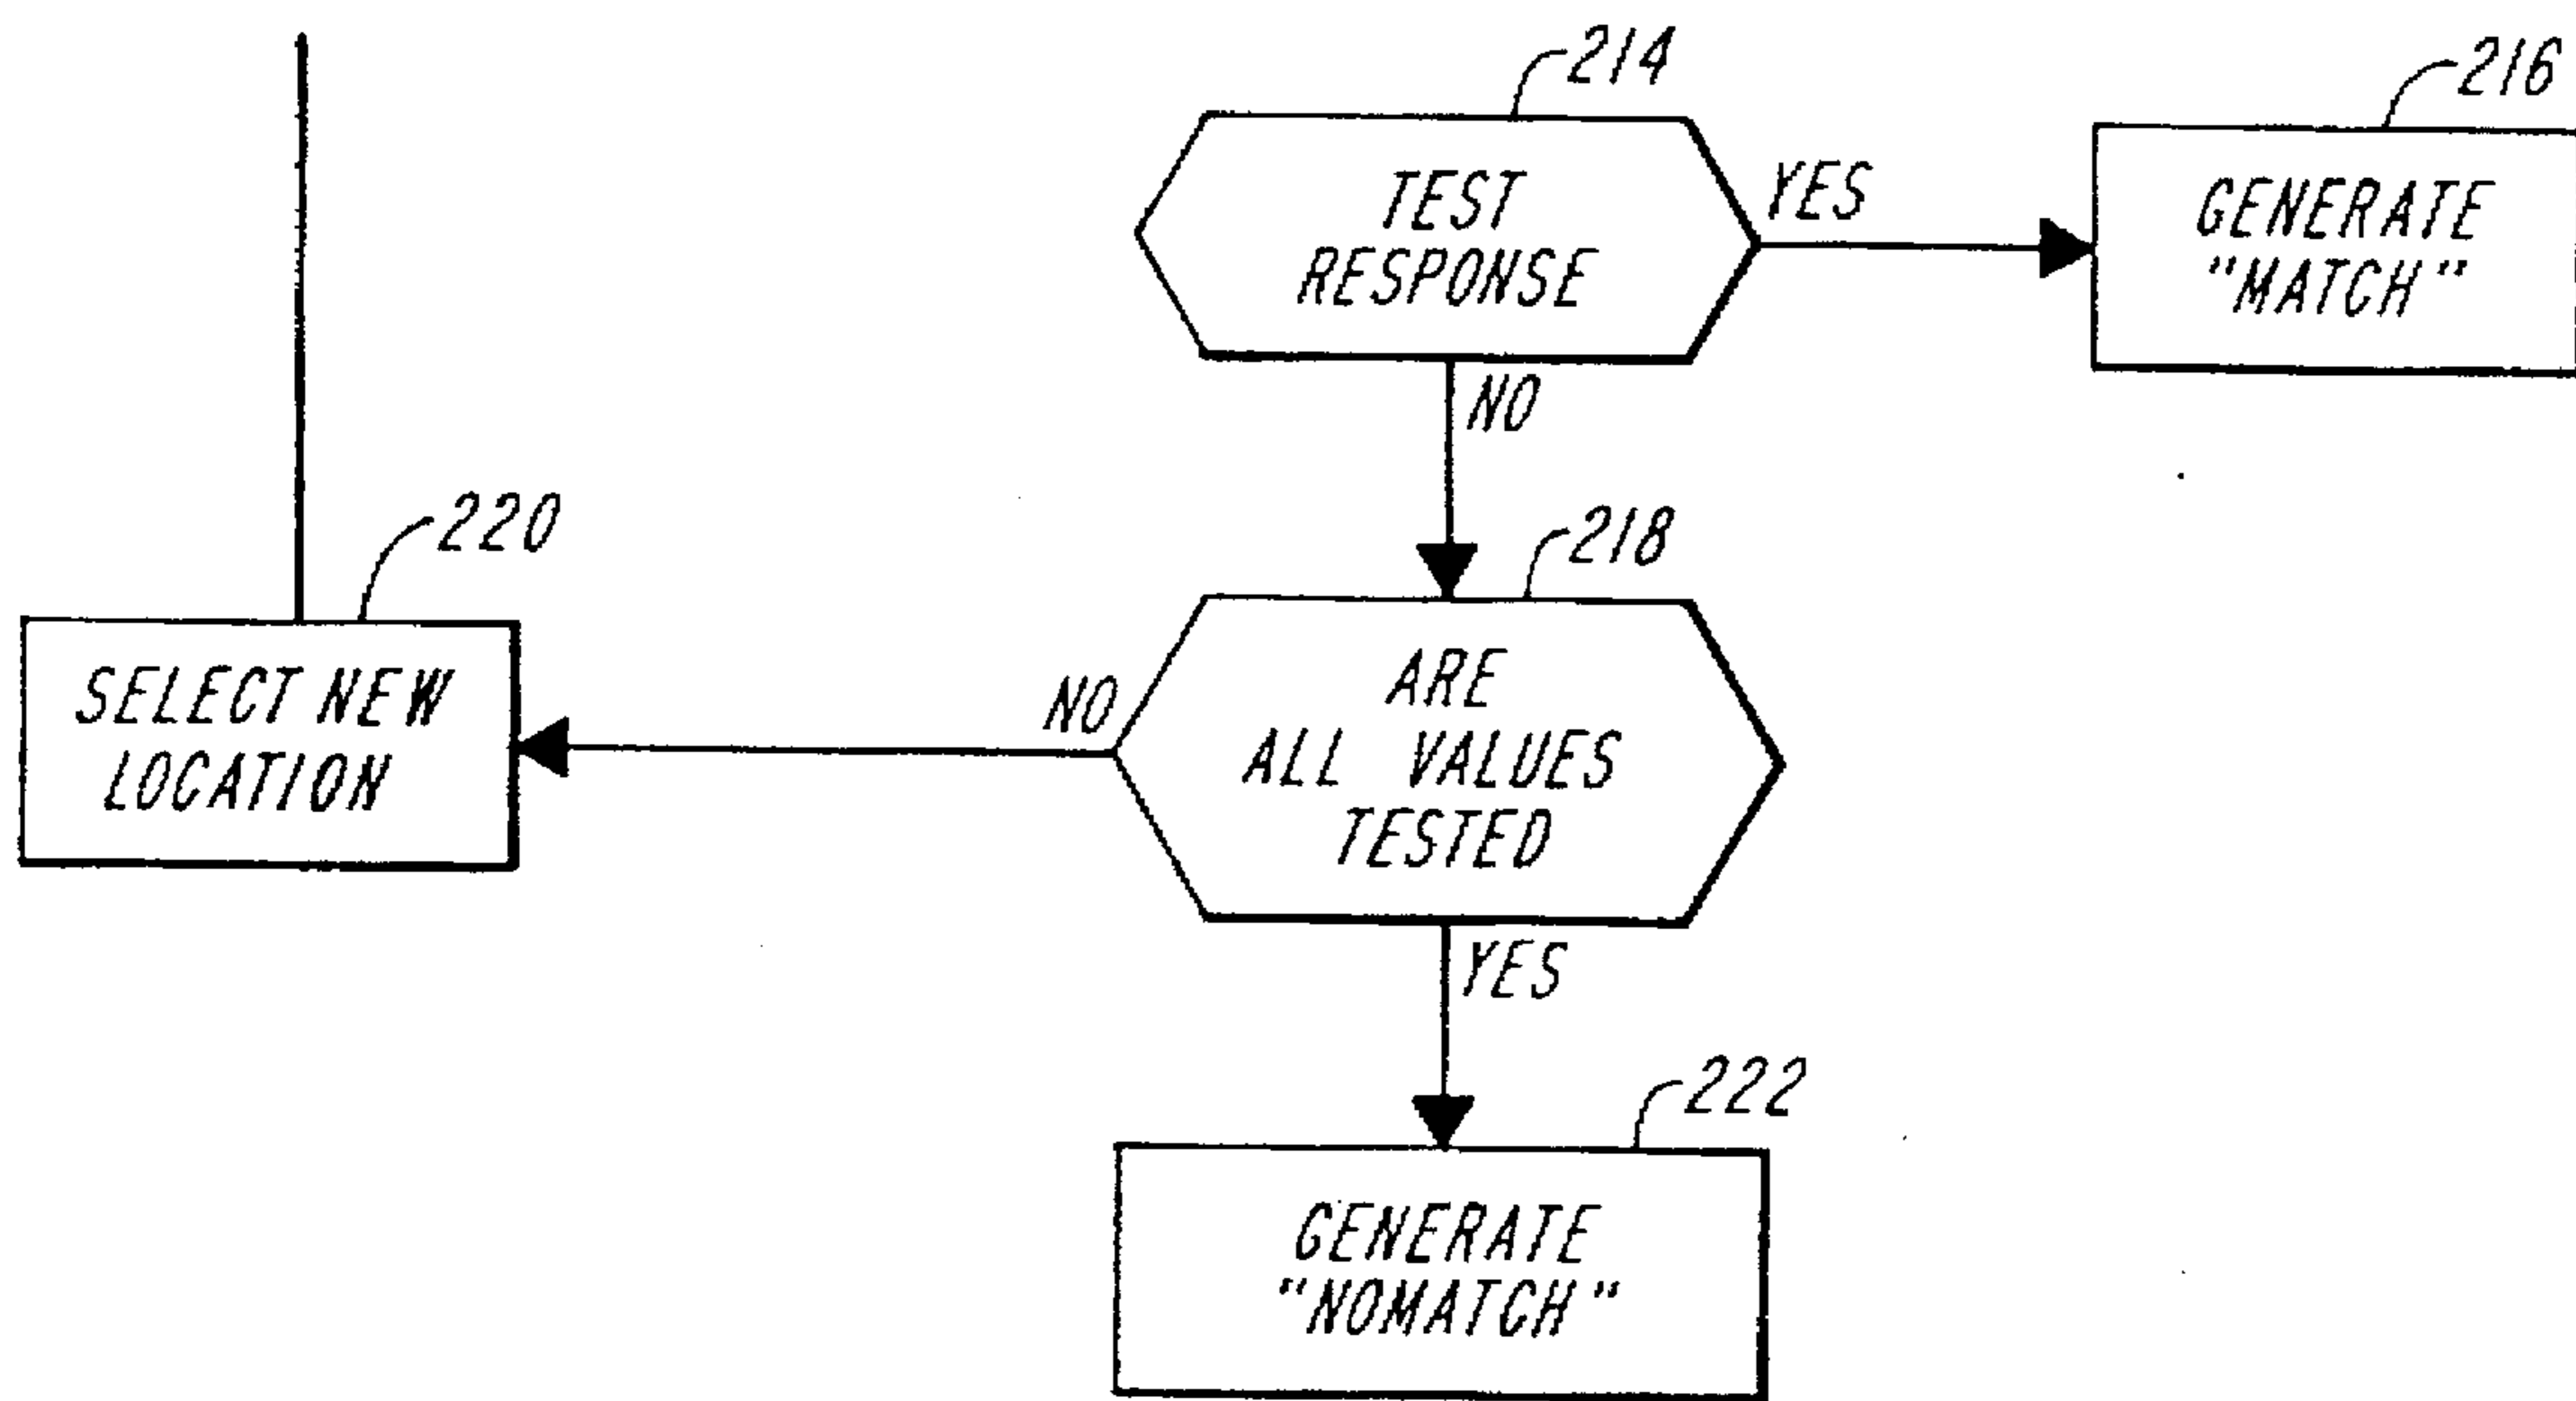 214
216
TEST
RESPONSE
YES
GENERATE
"MATCH"
NO
220
218
SELECT NEW
LOCATION
NO
ARE
ALL VALUES
TESTED
YES
222
GENERATE
"NOMATCH"